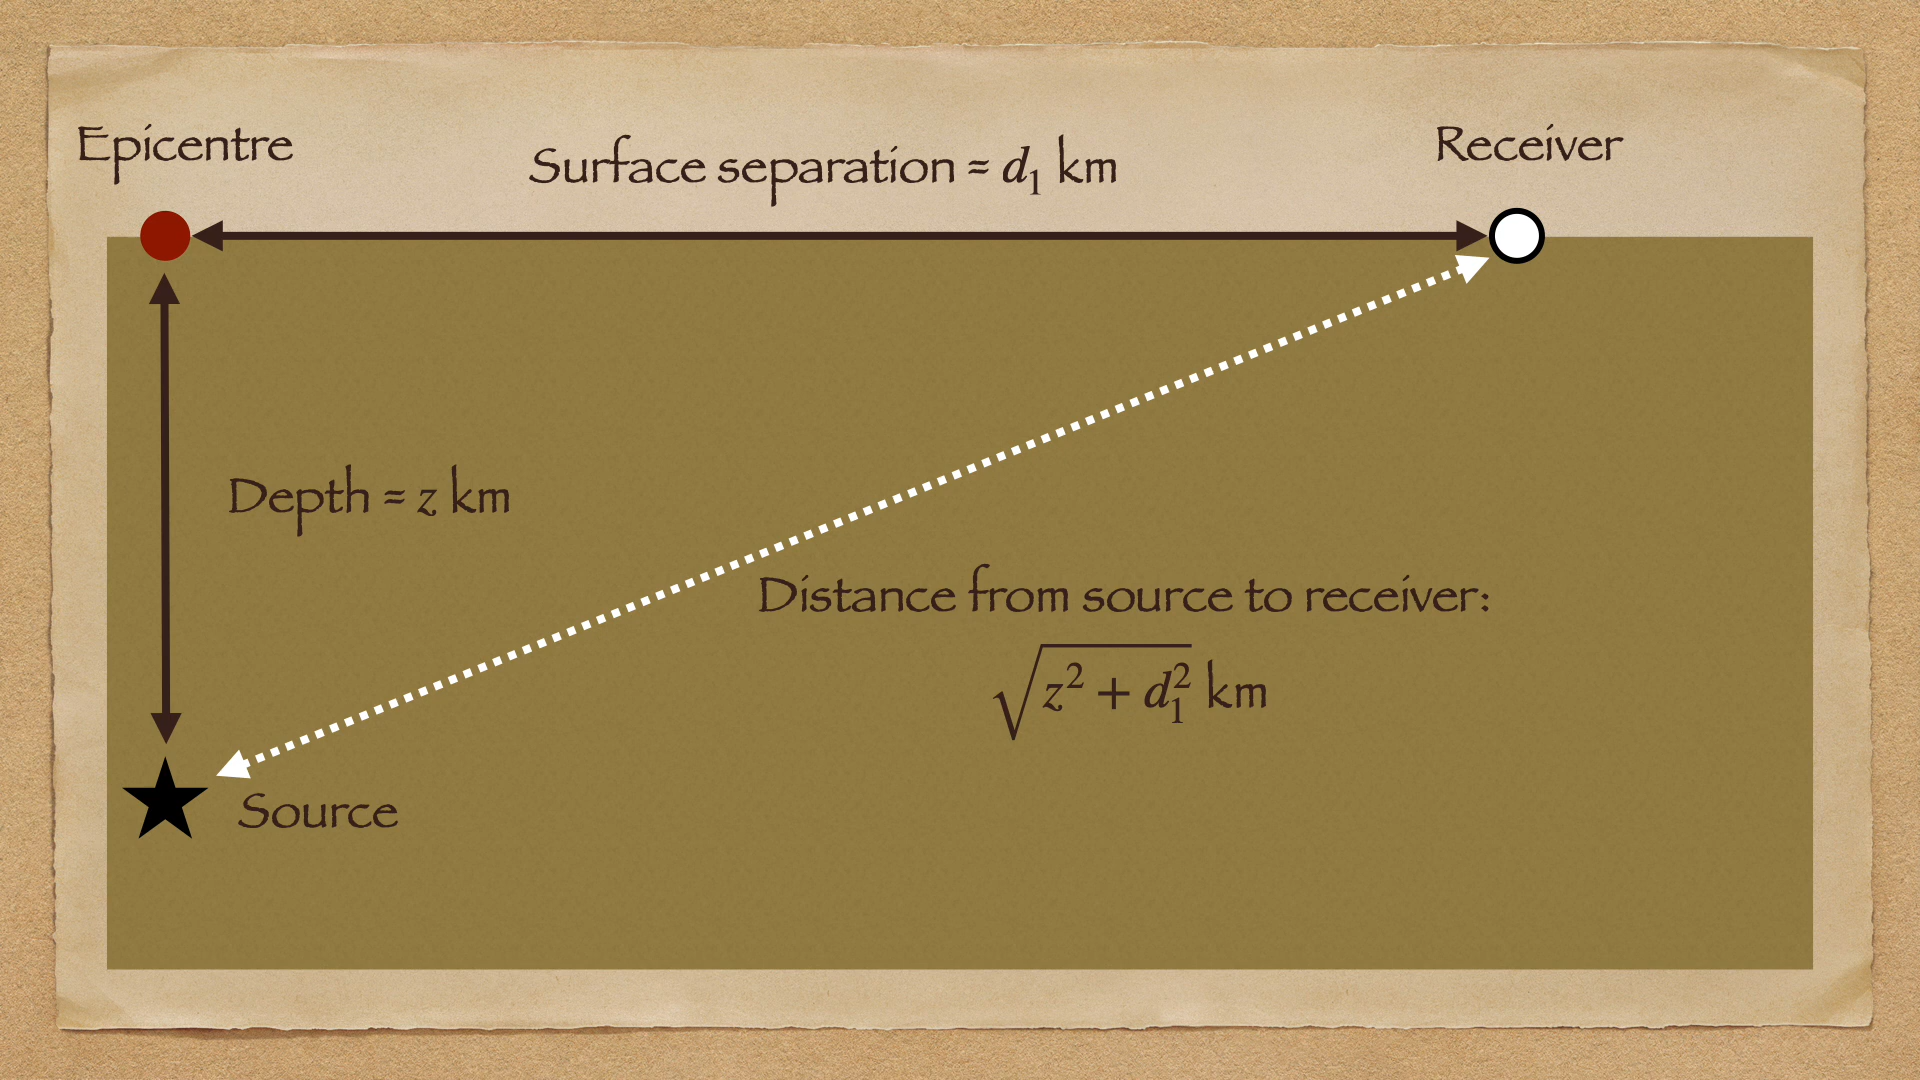 Epicentre
Surface separation = d₁ km
Receiver
Depth = z km
Distance from source to receiver:
√(z² + d₁²) km
Source